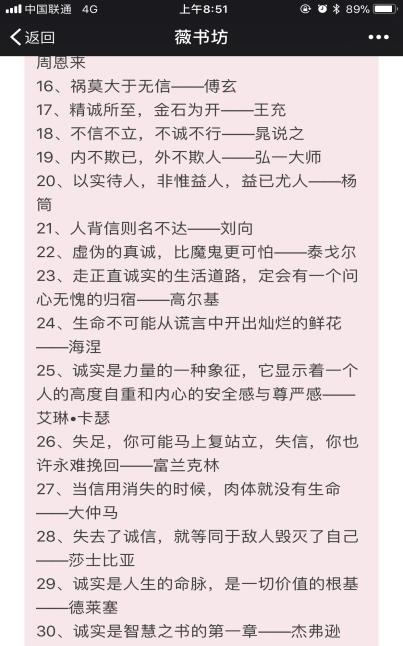 中国联通 4G 上午8:51 89%
返回 薇书坊
周恩来
16、祸莫大于无信——傅玄
17、精诚所至，金石为开——王充
18、不信不立，不诚不行——晁说之
19、内不欺已，外不欺人——弘一大师
20、以实待人，非惟益人，益已尤人——杨
筒
21、人背信则名不达——刘向
22、虚伪的真诚，比魔鬼更可怕——泰戈尔
23、走正直诚实的生活道路，定会有一个问
心无愧的归宿——高尔基
24、生命不可能从谎言中开出灿烂的鲜花
——海涅
25、诚实是力量的一种象征，它显示着一个
人的高度自重和内心的安全感与尊严感——
艾琳•卡瑟
26、失足，你可能马上复站立，失信，你也
许永难挽回——富兰克林
27、当信用消失的时候，肉体就没有生命
——大仲马
28、失去了诚信，就等同于敌人毁灭了自己
——莎士比亚
29、诚实是人生的命脉，是一切价值的根基
——德莱塞
30、诚实是智慧之书的第一章——杰弗逊